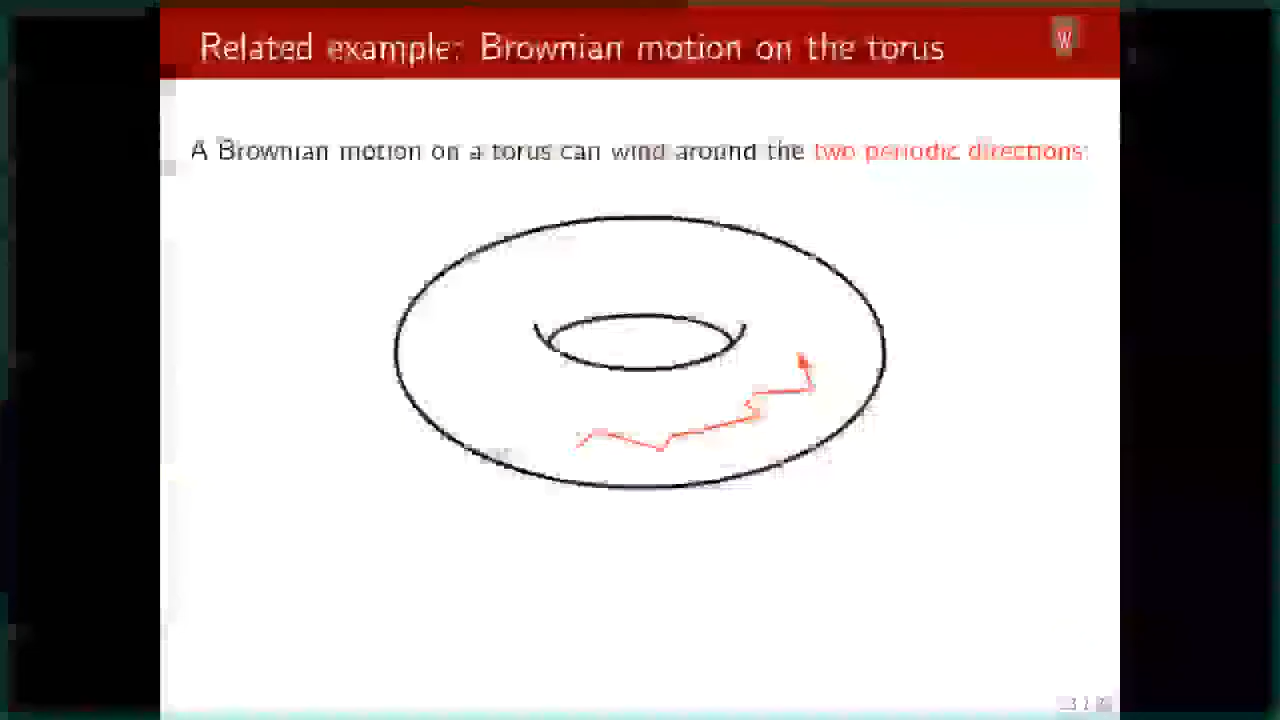 Related example: Brownian motion on the torus
W
A Brownian motion on a torus can wind around the two periodic directions: